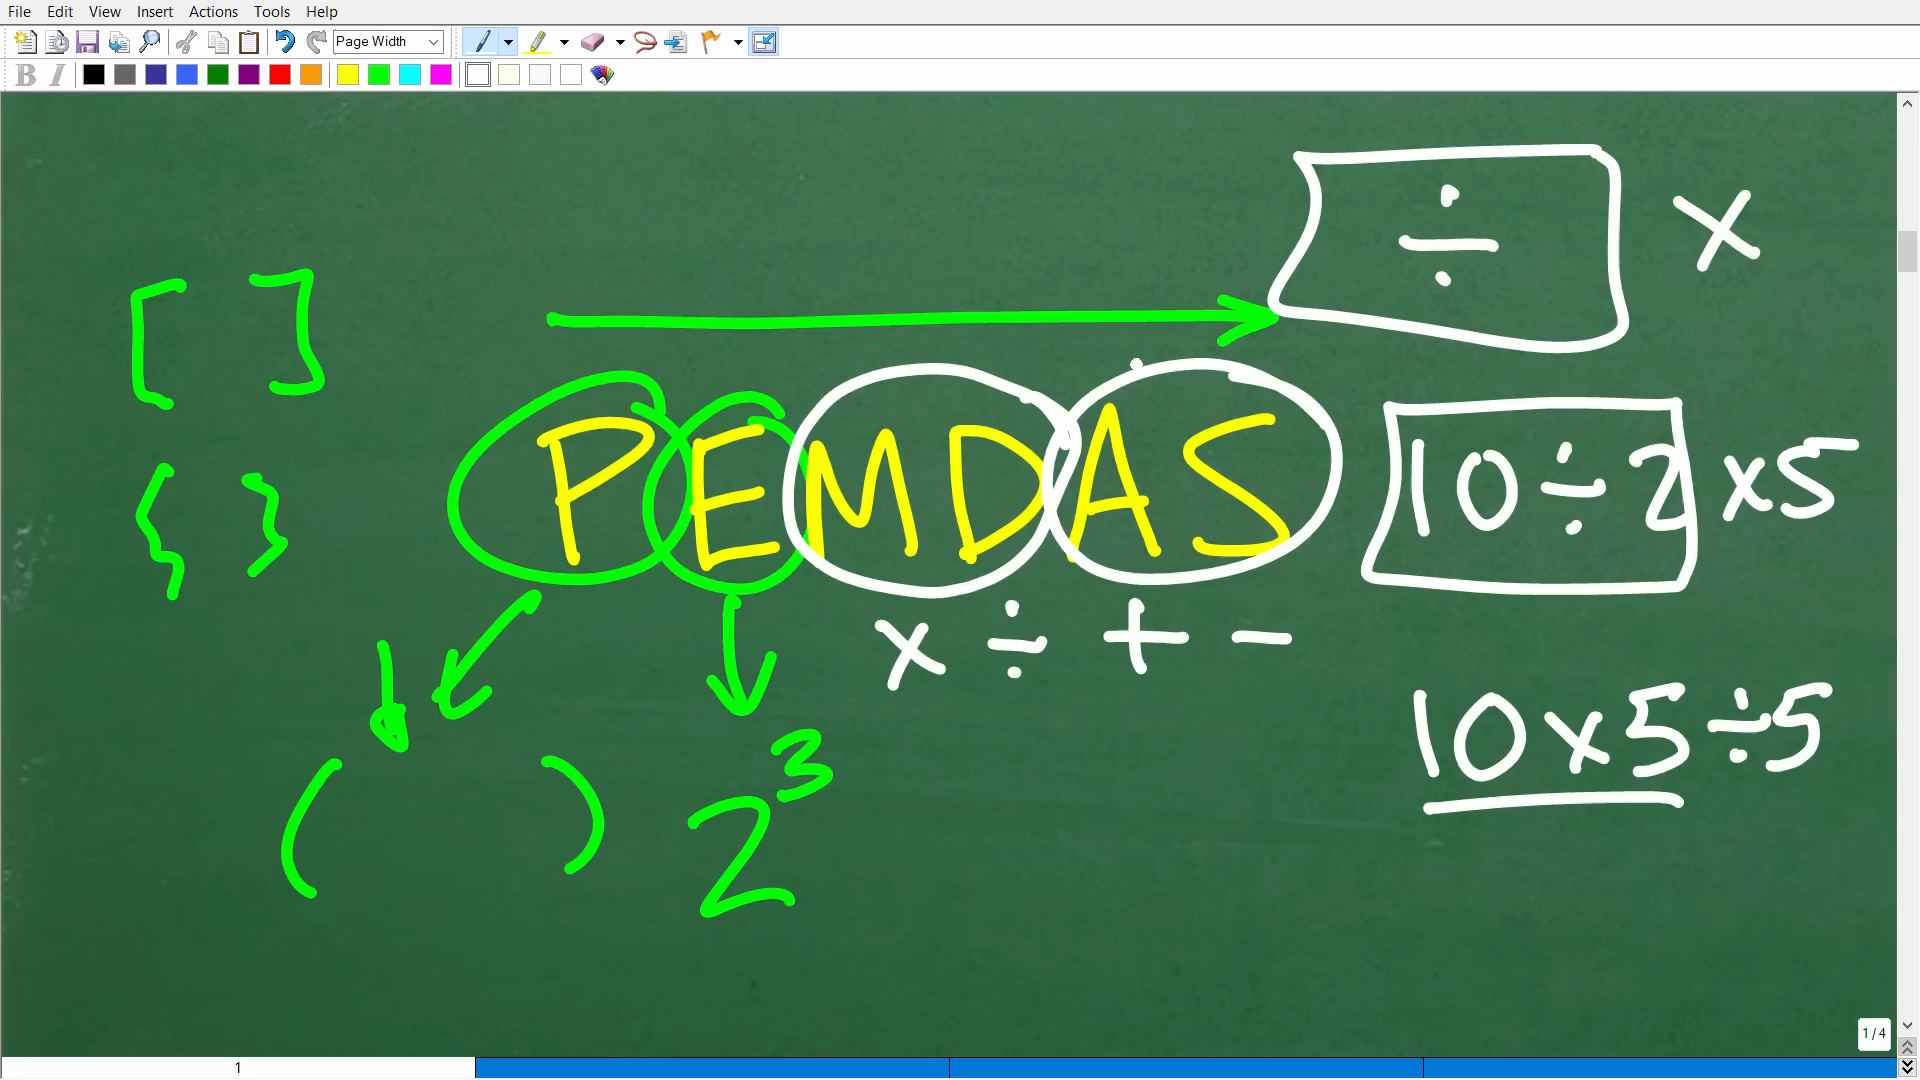 File Edit View Insert Actions Tools Help
Page Width
B I
÷ ×
[ ]
PEMDAS
10÷2 ×5
{ }
× ÷ + −
10×5÷5
( ) 2³
1 / 4
1